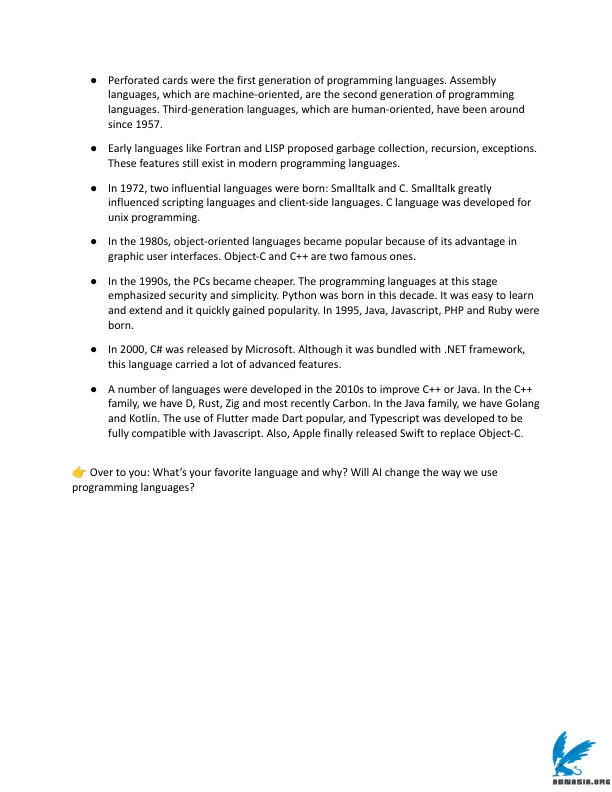 ● Perforated cards were the first generation of programming languages. Assembly
languages, which are machine-oriented, are the second generation of programming
languages. Third-generation languages, which are human-oriented, have been around
since 1957.
● Early languages like Fortran and LISP proposed garbage collection, recursion, exceptions.
These features still exist in modern programming languages.
● In 1972, two influential languages were born: Smalltalk and C. Smalltalk greatly
influenced scripting languages and client-side languages. C language was developed for
unix programming.
● In the 1980s, object-oriented languages became popular because of its advantage in
graphic user interfaces. Object-C and C++ are two famous ones.
● In the 1990s, the PCs became cheaper. The programming languages at this stage
emphasized security and simplicity. Python was born in this decade. It was easy to learn
and extend and it quickly gained popularity. In 1995, Java, Javascript, PHP and Ruby were
born.
● In 2000, C# was released by Microsoft. Although it was bundled with .NET framework,
this language carried a lot of advanced features.
● A number of languages were developed in the 2010s to improve C++ or Java. In the C++
family, we have D, Rust, Zig and most recently Carbon. In the Java family, we have Golang
and Kotlin. The use of Flutter made Dart popular, and Typescript was developed to be
fully compatible with Javascript. Also, Apple finally released Swift to replace Object-C.
👉 Over to you: What's your favorite language and why? Will AI change the way we use
programming languages?
ABNASIA.ORG